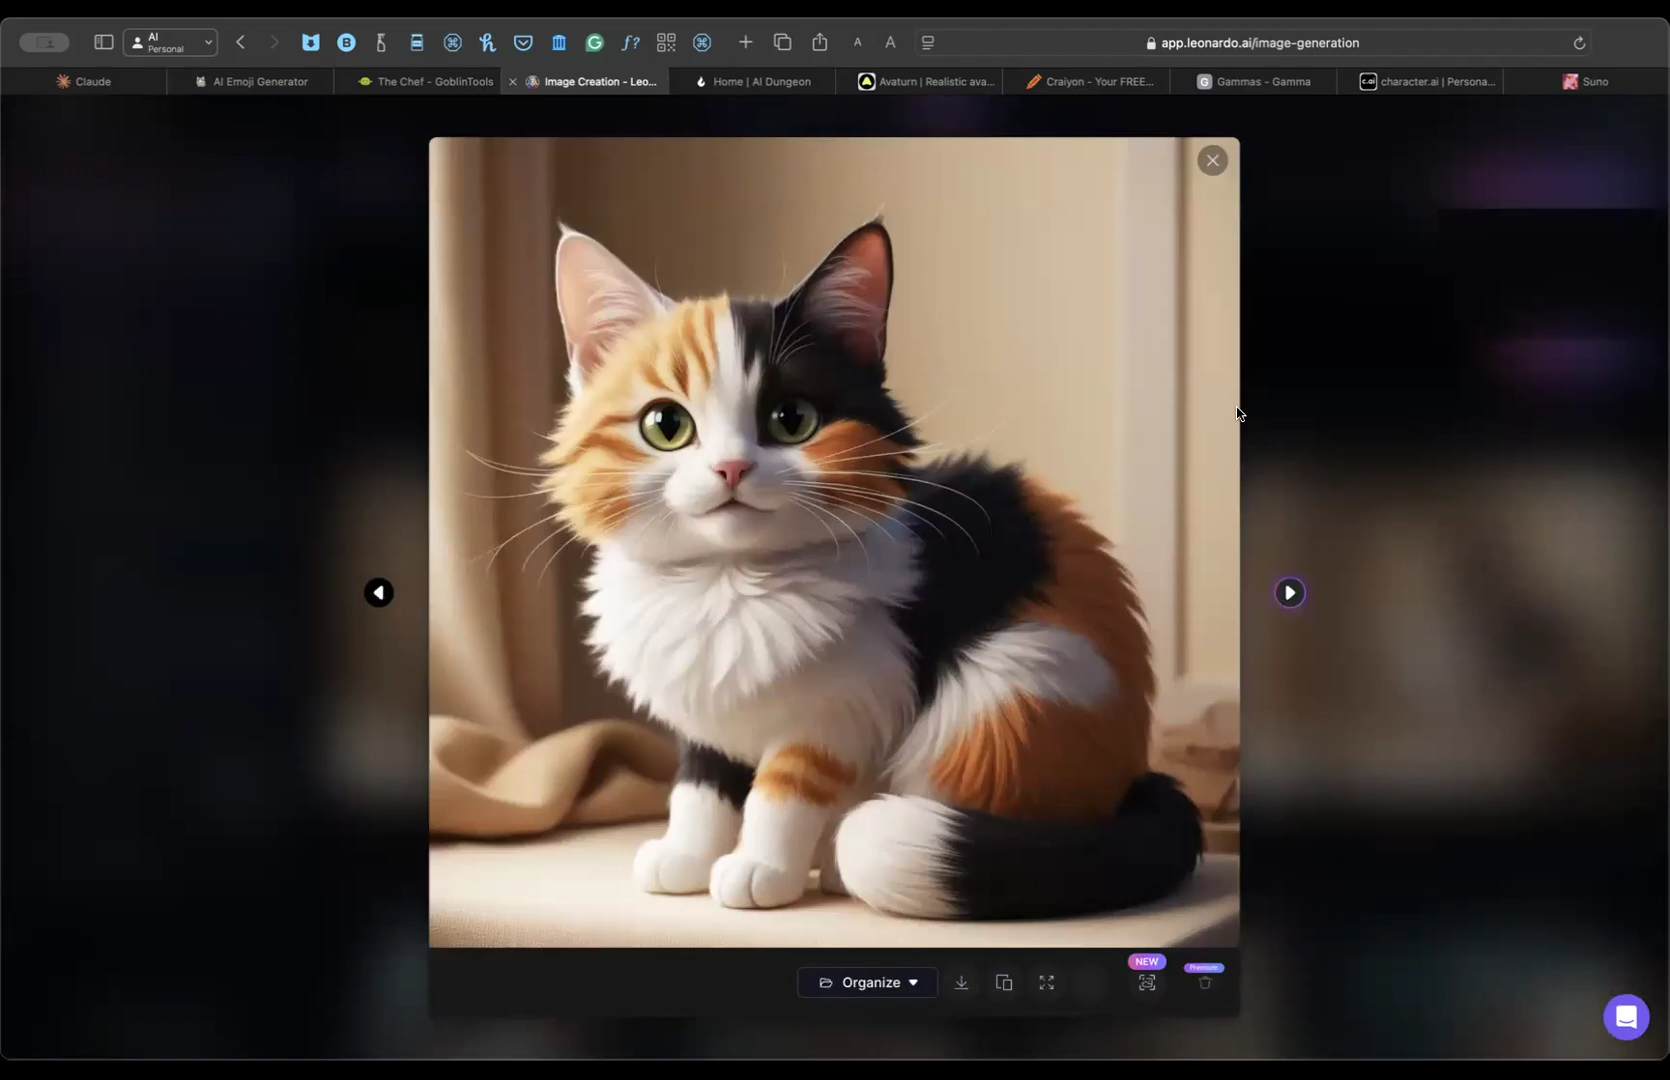 AI
Personal
A
A
app.leonardo.ai/image-generation
Claude
AI Emoji Generator
The Chef - GoblinTools
Image Creation - Leo...
Home | AI Dungeon
Avaturn | Realistic ava...
Craiyon - Your FREE...
Gammas - Gamma
character.ai | Persona...
Suno
NEW
Premium
Organize